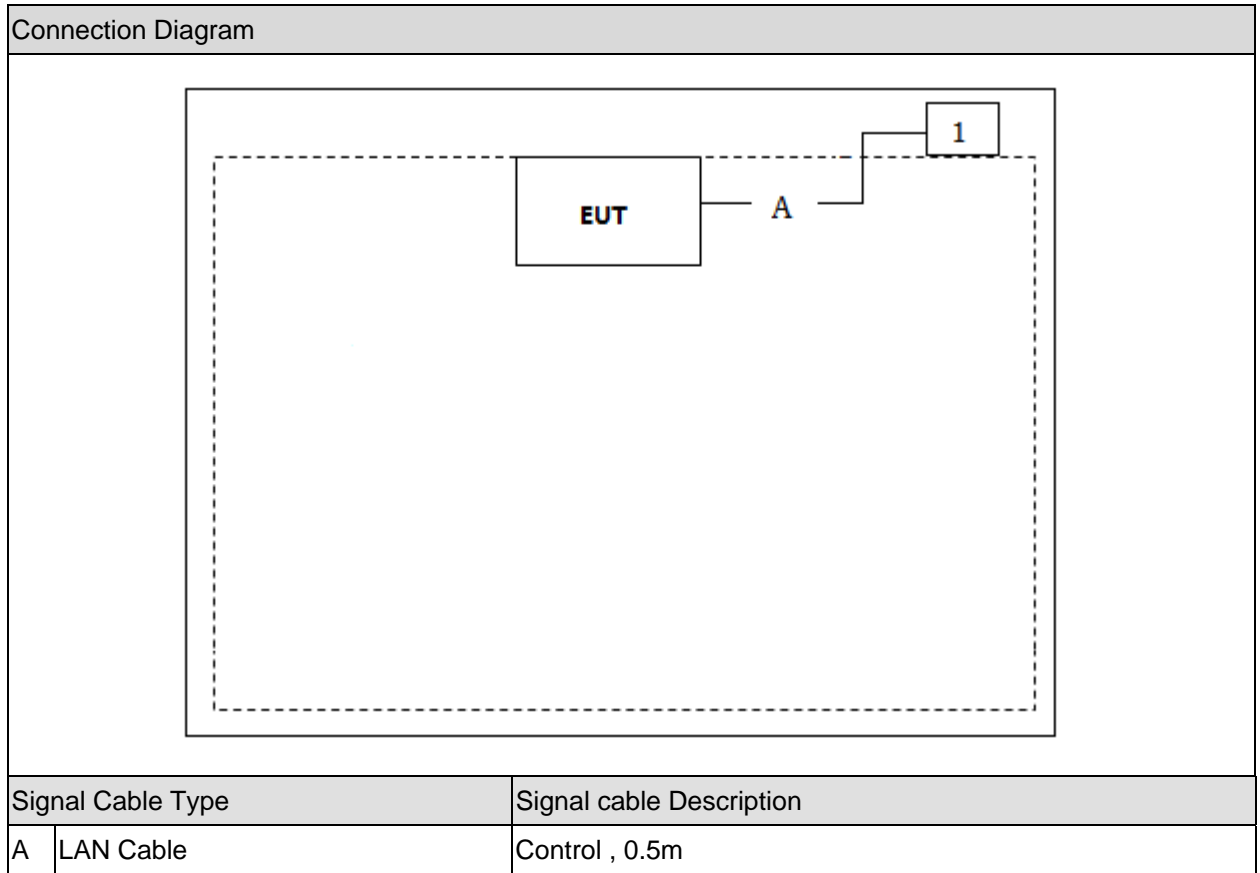 Connection Diagram
1
EUT
A
Signal Cable Type Signal cable Description
A LAN Cable Control , 0.5m